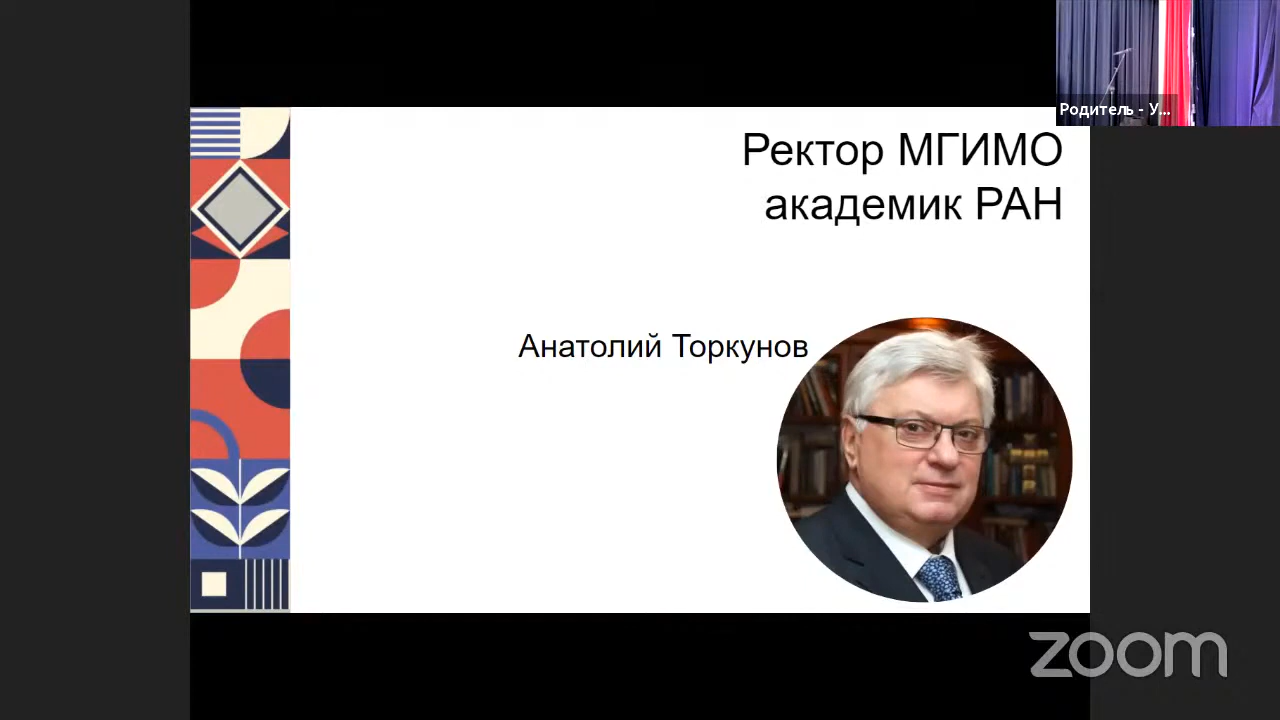 Родитель - У...
Ректор МГИМО
академик РАН
Анатолий Торкунов
zoom